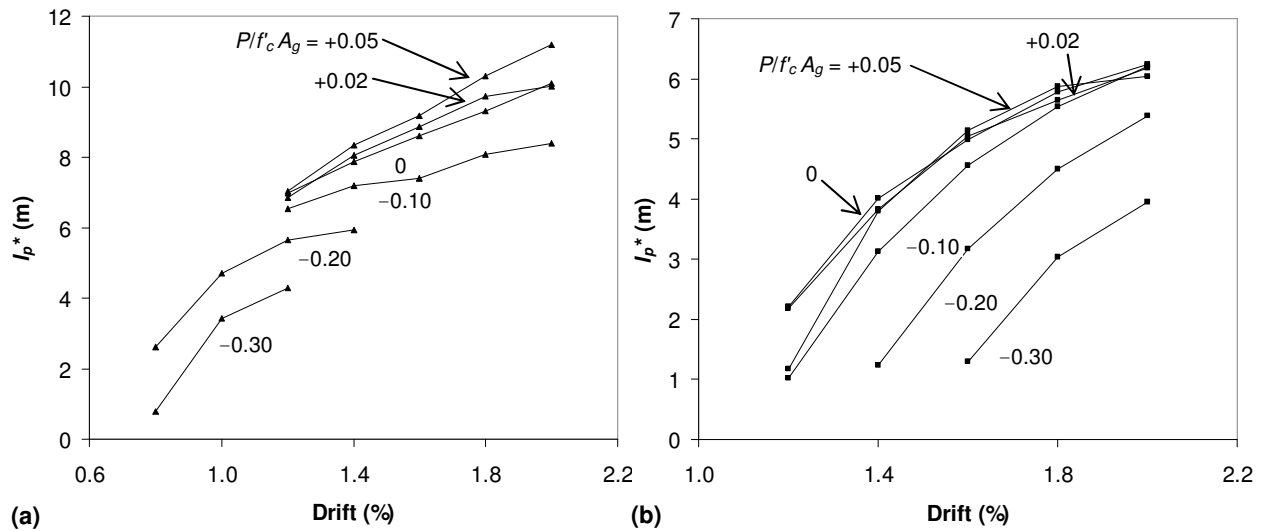 12
10
8
6
4
2
0
0.6 1.0 1.4 1.8 2.2
lp* (m)
Drift (%)
(a)
P/f'c Ag = +0.05
+0.02
0
−0.10
−0.20
−0.30
7
6
5
4
3
2
1
0
1.0 1.4 1.8 2.2
lp* (m)
Drift (%)
(b)
+0.02
P/f'c Ag = +0.05
0
−0.10
−0.20
−0.30